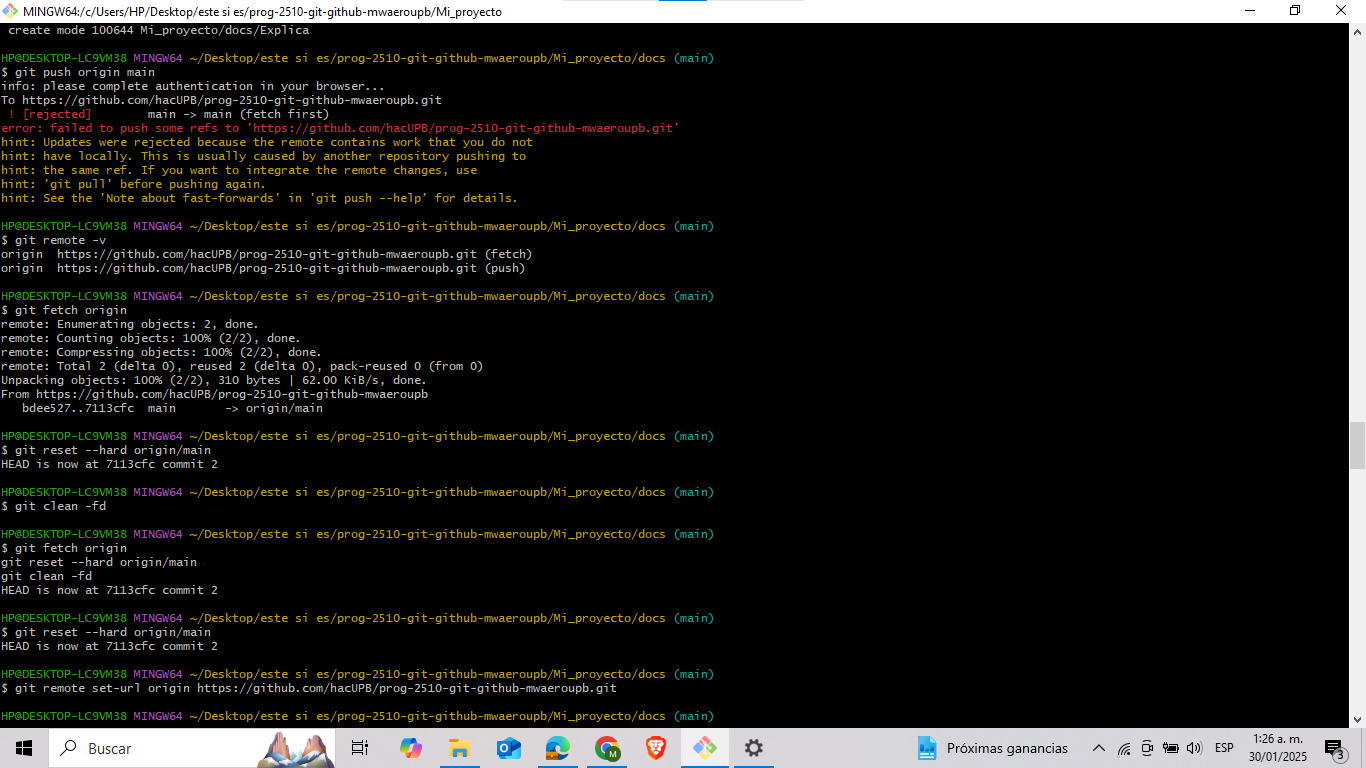 MINGW64:/c/Users/HP/Desktop/este si es/prog-2510-git-github-mwaeroupb/Mi_proyecto
create mode 100644 Mi_proyecto/docs/Explica
HP@DESKTOP-LC9VM38 MINGW64 ~/Desktop/este si es/prog-2510-git-github-mwaeroupb/Mi_proyecto/docs (main)
$ git push origin main
info: please complete authentication in your browser...
To https://github.com/hacUPB/prog-2510-git-github-mwaeroupb.git
! [rejected] main -> main (fetch first)
error: failed to push some refs to 'https://github.com/hacUPB/prog-2510-git-github-mwaeroupb.git'
hint: Updates were rejected because the remote contains work that you do not
hint: have locally. This is usually caused by another repository pushing to
hint: the same ref. If you want to integrate the remote changes, use
hint: 'git pull' before pushing again.
hint: See the 'Note about fast-forwards' in 'git push --help' for details.
HP@DESKTOP-LC9VM38 MINGW64 ~/Desktop/este si es/prog-2510-git-github-mwaeroupb/Mi_proyecto/docs (main)
$ git remote -v
origin https://github.com/hacUPB/prog-2510-git-github-mwaeroupb.git (fetch)
origin https://github.com/hacUPB/prog-2510-git-github-mwaeroupb.git (push)
HP@DESKTOP-LC9VM38 MINGW64 ~/Desktop/este si es/prog-2510-git-github-mwaeroupb/Mi_proyecto/docs (main)
$ git fetch origin
remote: Enumerating objects: 2, done.
remote: Counting objects: 100% (2/2), done.
remote: Compressing objects: 100% (2/2), done.
remote: Total 2 (delta 0), reused 2 (delta 0), pack-reused 0 (from 0)
Unpacking objects: 100% (2/2), 310 bytes | 62.00 KiB/s, done.
From https://github.com/hacUPB/prog-2510-git-github-mwaeroupb
bdee527..7113cfc main -> origin/main
HP@DESKTOP-LC9VM38 MINGW64 ~/Desktop/este si es/prog-2510-git-github-mwaeroupb/Mi_proyecto/docs (main)
$ git reset --hard origin/main
HEAD is now at 7113cfc commit 2
HP@DESKTOP-LC9VM38 MINGW64 ~/Desktop/este si es/prog-2510-git-github-mwaeroupb/Mi_proyecto/docs (main)
$ git clean -fd
HP@DESKTOP-LC9VM38 MINGW64 ~/Desktop/este si es/prog-2510-git-github-mwaeroupb/Mi_proyecto/docs (main)
$ git fetch origin
git reset --hard origin/main
git clean -fd
HEAD is now at 7113cfc commit 2
HP@DESKTOP-LC9VM38 MINGW64 ~/Desktop/este si es/prog-2510-git-github-mwaeroupb/Mi_proyecto/docs (main)
$ git reset --hard origin/main
HEAD is now at 7113cfc commit 2
HP@DESKTOP-LC9VM38 MINGW64 ~/Desktop/este si es/prog-2510-git-github-mwaeroupb/Mi_proyecto/docs (main)
$ git remote set-url origin https://github.com/hacUPB/prog-2510-git-github-mwaeroupb.git
HP@DESKTOP-LC9VM38 MINGW64 ~/Desktop/este si es/prog-2510-git-github-mwaeroupb/Mi_proyecto/docs (main)
Buscar
M
Próximas ganancias
ESP
1:26 a. m.
30/01/2025
3